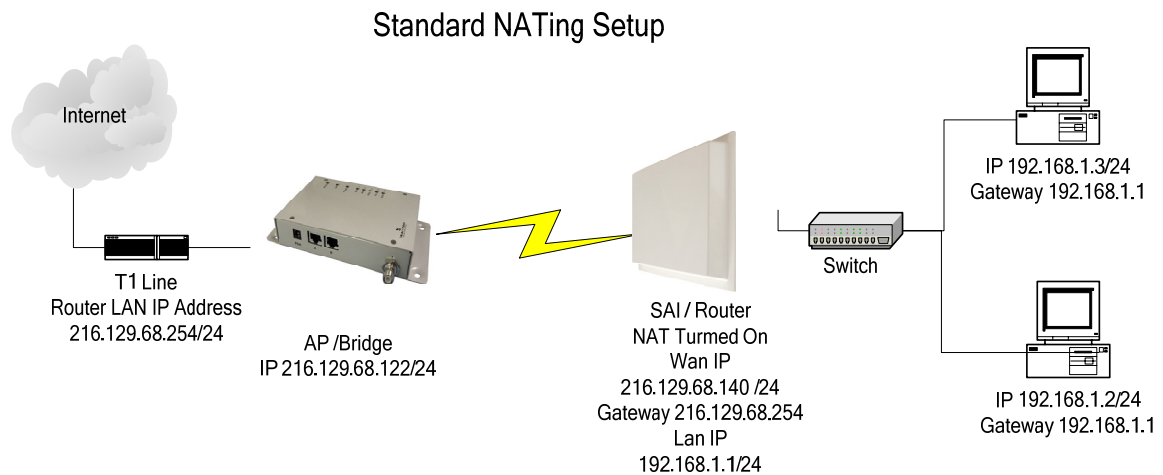 Standard NATing Setup
Internet
T1 Line
Router LAN IP Address
216.129.68.254/24
AP /Bridge
IP 216.129.68.122/24
SAI / Router
NAT Turmed On
Wan IP
216.129.68.140 /24
Gateway 216.129.68.254
Lan IP
192.168.1.1/24
Switch
IP 192.168.1.3/24
Gateway 192.168.1.1
IP 192.168.1.2/24
Gateway 192.168.1.1